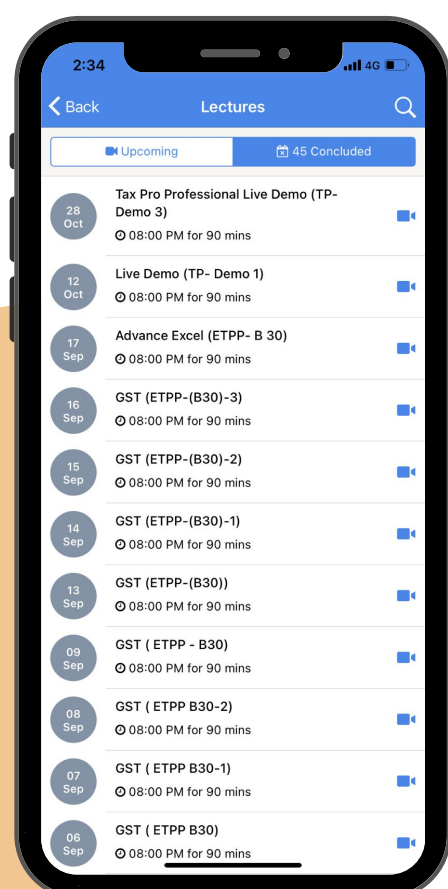 2:34
4G
Back
Lectures
Upcoming
45 Concluded
28
Oct
Tax Pro Professional Live Demo (TP-
Demo 3)
08:00 PM for 90 mins
12
Oct
Live Demo (TP- Demo 1)
08:00 PM for 90 mins
17
Sep
Advance Excel (ETPP- B 30)
08:00 PM for 90 mins
16
Sep
GST (ETPP-(B30)-3)
08:00 PM for 90 mins
15
Sep
GST (ETPP-(B30)-2)
08:00 PM for 90 mins
14
Sep
GST (ETPP-(B30)-1)
08:00 PM for 90 mins
13
Sep
GST (ETPP-(B30))
08:00 PM for 90 mins
09
Sep
GST ( ETPP - B30)
08:00 PM for 90 mins
08
Sep
GST ( ETPP B30-2)
08:00 PM for 90 mins
07
Sep
GST ( ETPP B30-1)
08:00 PM for 90 mins
06
Sep
GST ( ETPP B30)
08:00 PM for 90 mins